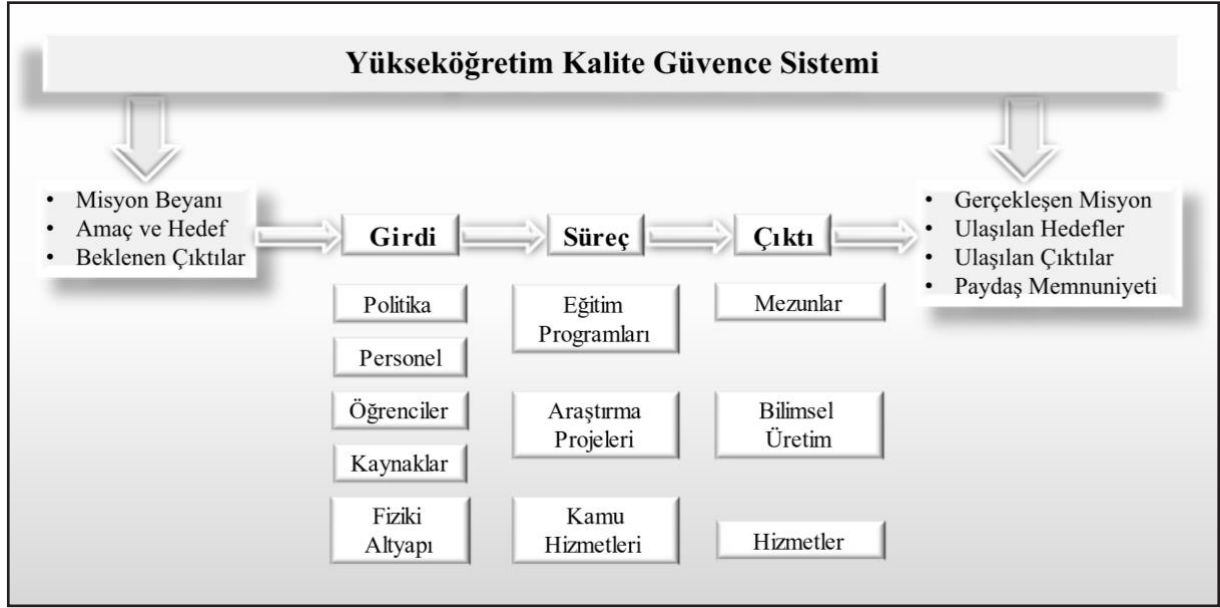 Yükseköğretim Kalite Güvence Sistemi
• Misyon Beyanı
• Amaç ve Hedef
• Beklenen Çıktılar
Girdi
Politika
Personel
Öğrenciler
Kaynaklar
Fiziki
Altyapı
Süreç
Eğitim
Programları
Araştırma
Projeleri
Kamu
Hizmetleri
Çıktı
Mezunlar
Bilimsel
Üretim
Hizmetler
• Gerçekleşen Misyon
• Ulaşılan Hedefler
• Ulaşılan Çıktılar
• Paydaş Memnuniyeti